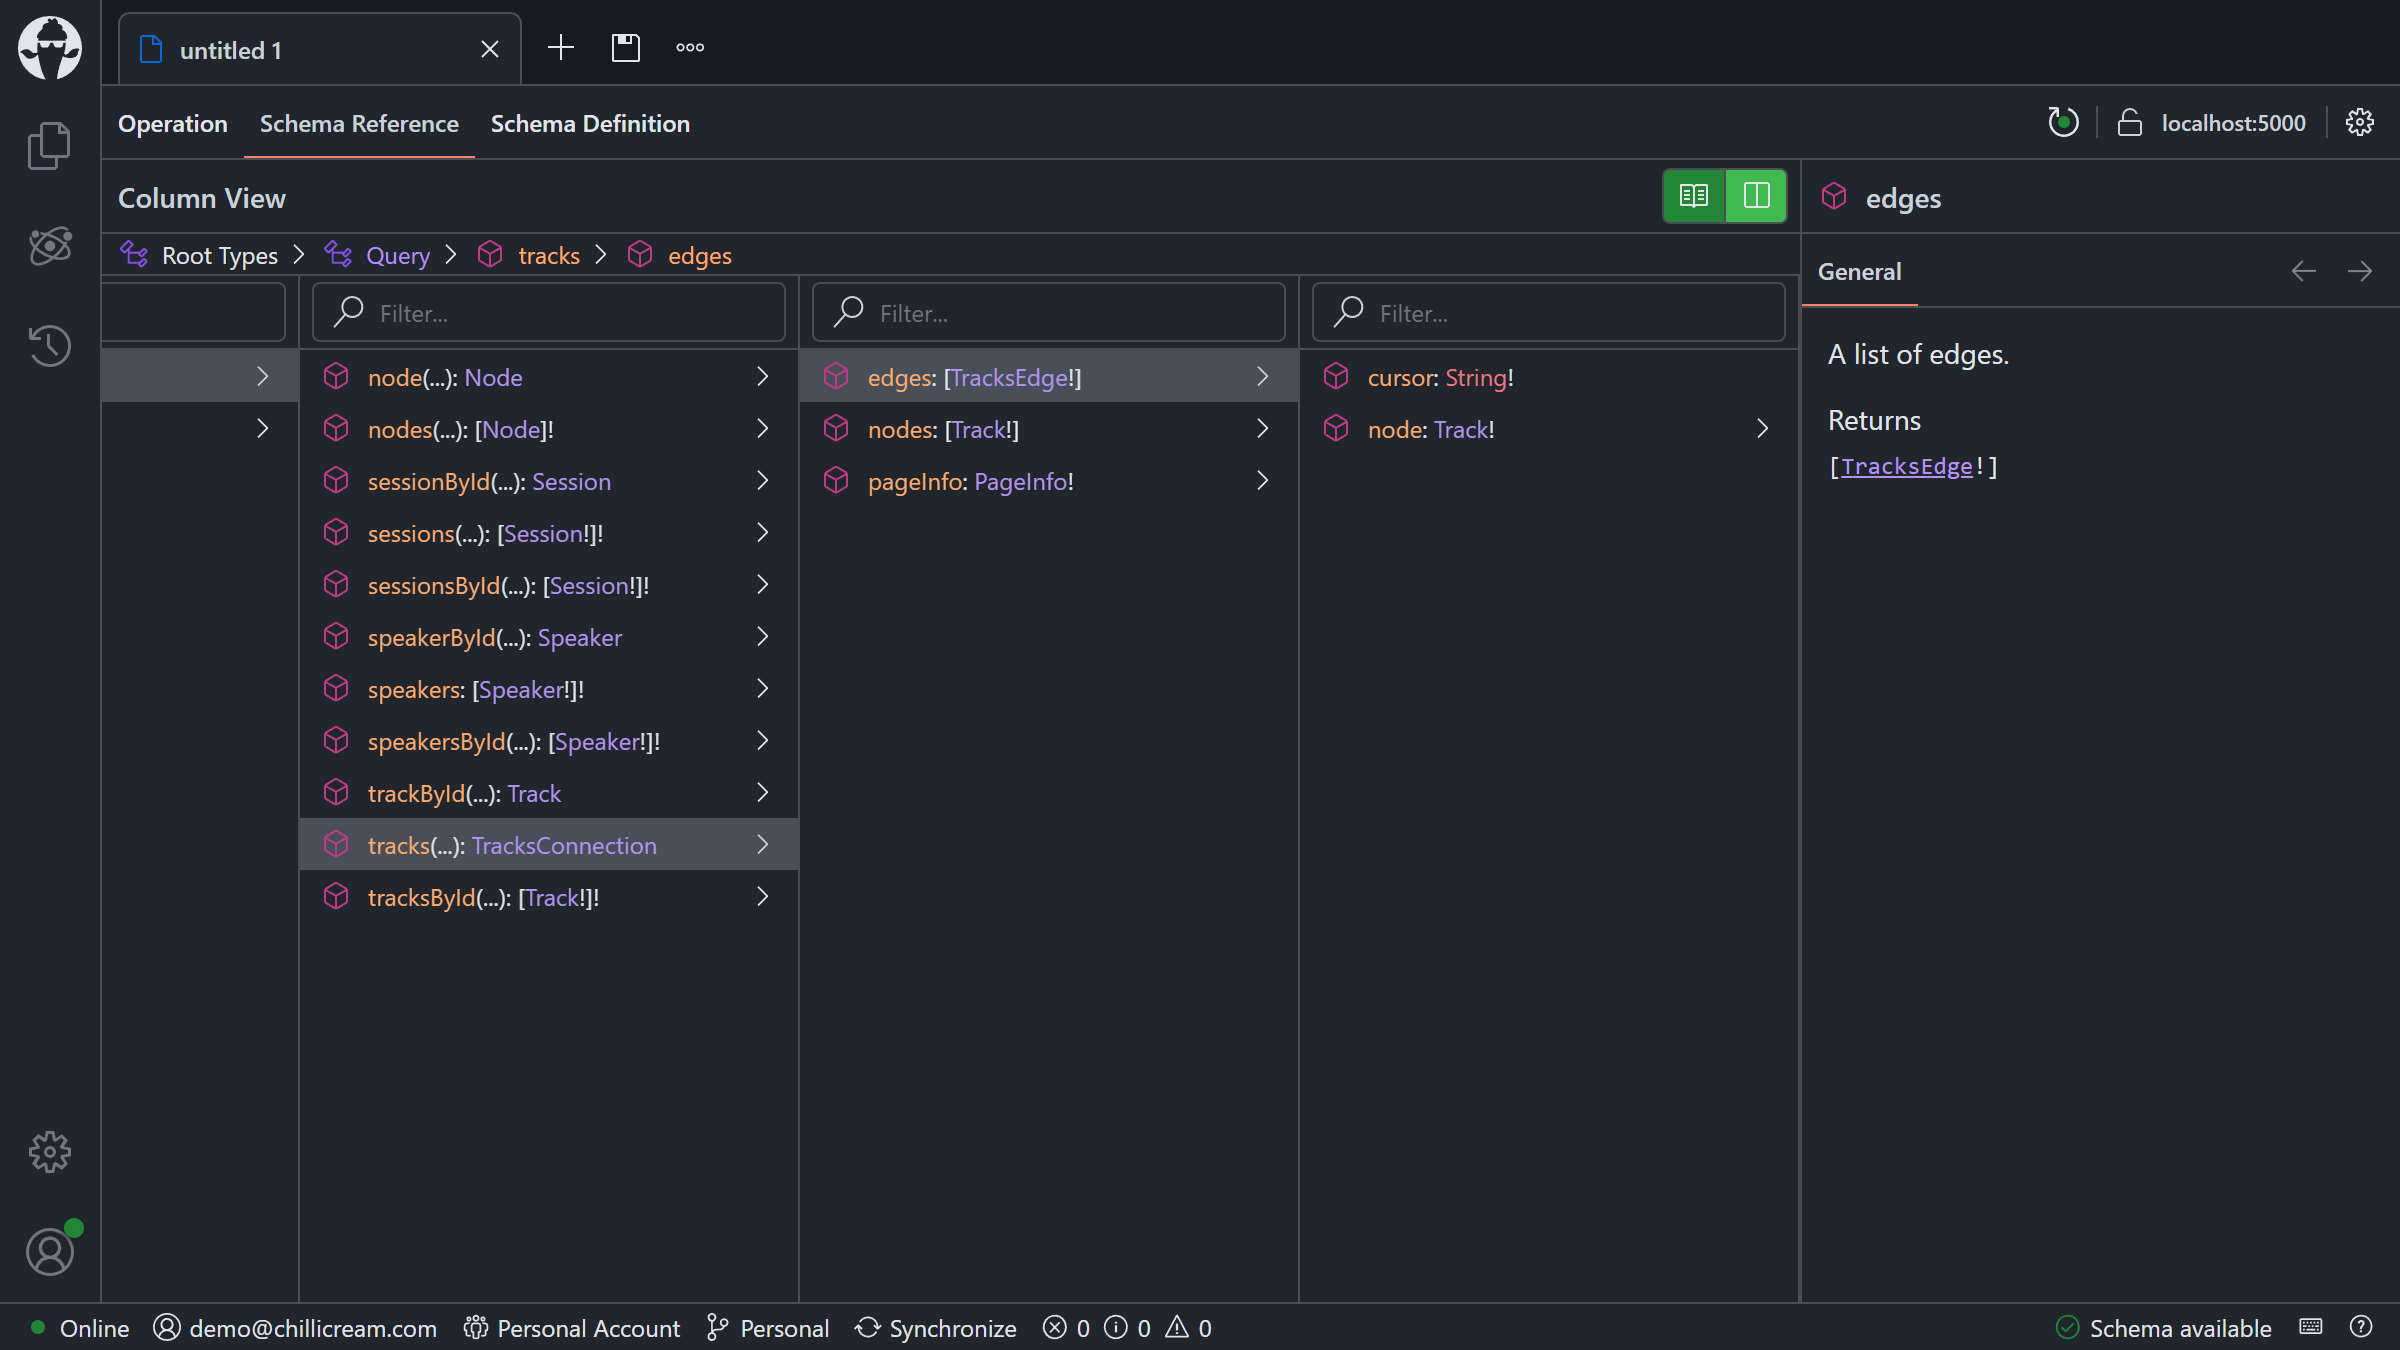 untitled 1
Operation Schema Reference Schema Definition localhost:5000
Column View
Root Types Query tracks edges
Filter...
node(...): Node
nodes(...): [Node]!
sessionById(...): Session
sessions(...): [Session!]!
sessionsById(...): [Session!]!
speakerById(...): Speaker
speakers: [Speaker!]!
speakersById(...): [Speaker!]!
trackById(...): Track
tracks(...): TracksConnection
tracksById(...): [Track!]!
Filter...
edges: [TracksEdge!]
nodes: [Track!]
pageInfo: PageInfo!
Filter...
cursor: String!
node: Track!
edges
General
A list of edges.
Returns
[TracksEdge!]
Online demo@chillicream.com Personal Account Personal Synchronize 0 0 0 Schema available